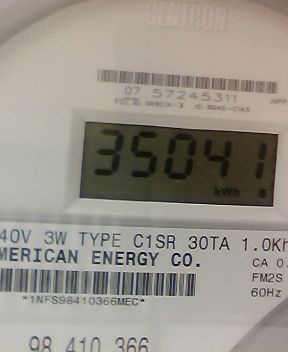 CENTRON
07 57245311
35041
kWh
40V 3W TYPE C1SR 30TA 1.0Kh
MERICAN ENERGY CO.
CA 0.
FM2S
60Hz
*1NFS98410366MEC*
98 410 366